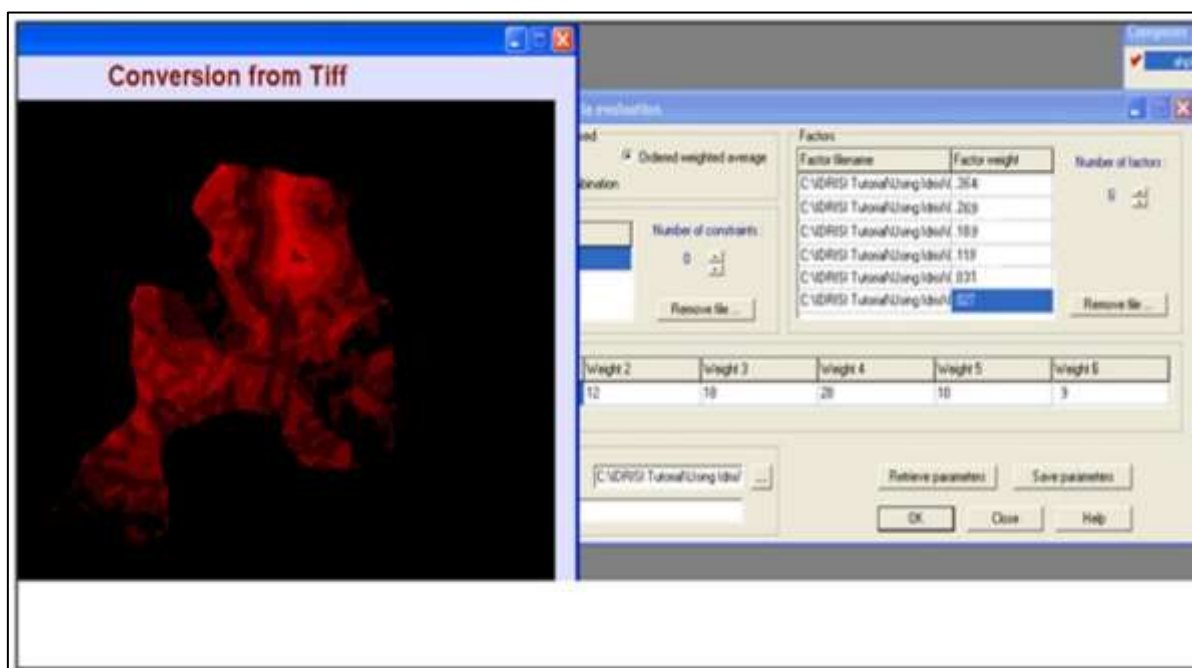 Conversion from Tiff
evaluation
Ordered weighted average
Number of constraints :
0
Remove file ...
Factors
Factor filename Factor weight
Number of factors :
6
C:\IDRISI Tutorial\Using Idrisi\( .364
C:\IDRISI Tutorial\Using Idrisi\( .269
C:\IDRISI Tutorial\Using Idrisi\( .189
C:\IDRISI Tutorial\Using Idrisi\( .119
C:\IDRISI Tutorial\Using Idrisi\( .031
C:\IDRISI Tutorial\Using Idrisi\(
Remove file ...
Weight 2 Weight 3 Weight 4 Weight 5 Weight 6
12 18 28 18 9
C:\IDRISI Tutorial\Using Idrisi' ...
Retrieve parameters Save parameters
OK Close Help